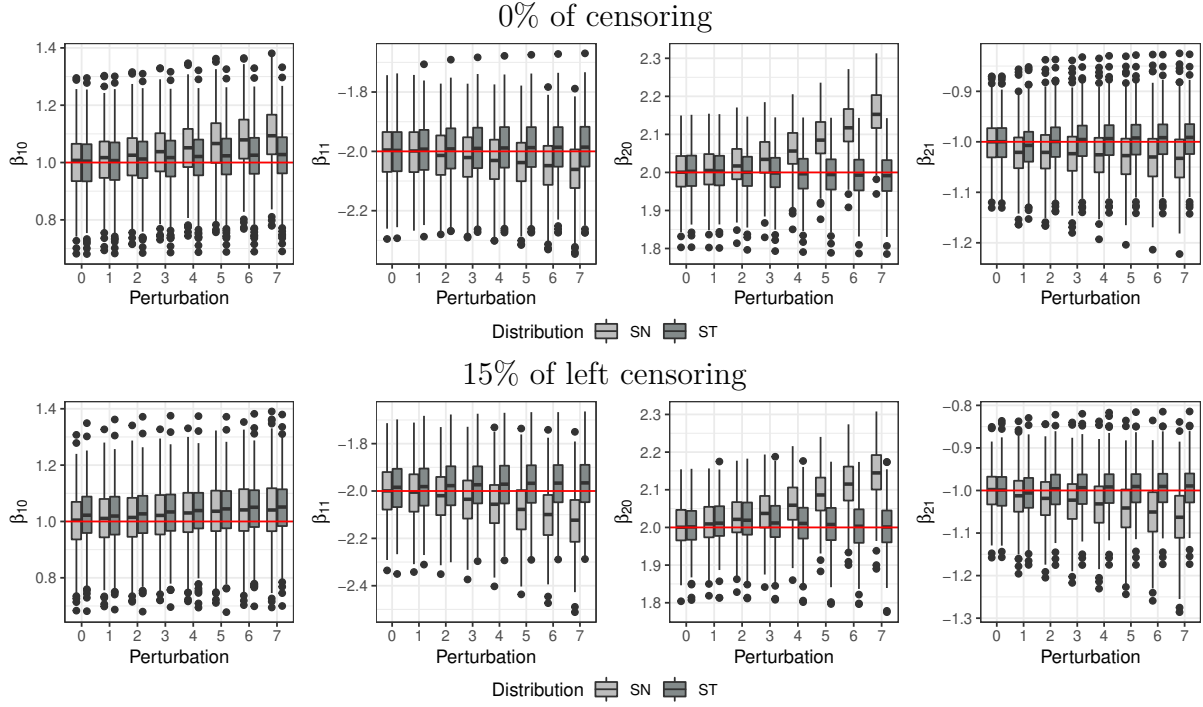 0% of censoring
β10
1.4
1.2
1.0
0.8
0 1 2 3 4 5 6 7
Perturbation
β11
−1.8
−2.0
−2.2
0 1 2 3 4 5 6 7
Perturbation
β20
2.3
2.2
2.1
2.0
1.9
1.8
0 1 2 3 4 5 6 7
Perturbation
β21
−0.9
−1.0
−1.1
−1.2
0 1 2 3 4 5 6 7
Perturbation
Distribution SN ST
15% of left censoring
β10
1.4
1.2
1.0
0.8
0 1 2 3 4 5 6 7
Perturbation
β11
−1.8
−2.0
−2.2
−2.4
0 1 2 3 4 5 6 7
Perturbation
β20
2.3
2.2
2.1
2.0
1.9
1.8
0 1 2 3 4 5 6 7
Perturbation
β21
−0.8
−0.9
−1.0
−1.1
−1.2
−1.3
0 1 2 3 4 5 6 7
Perturbation
Distribution SN ST